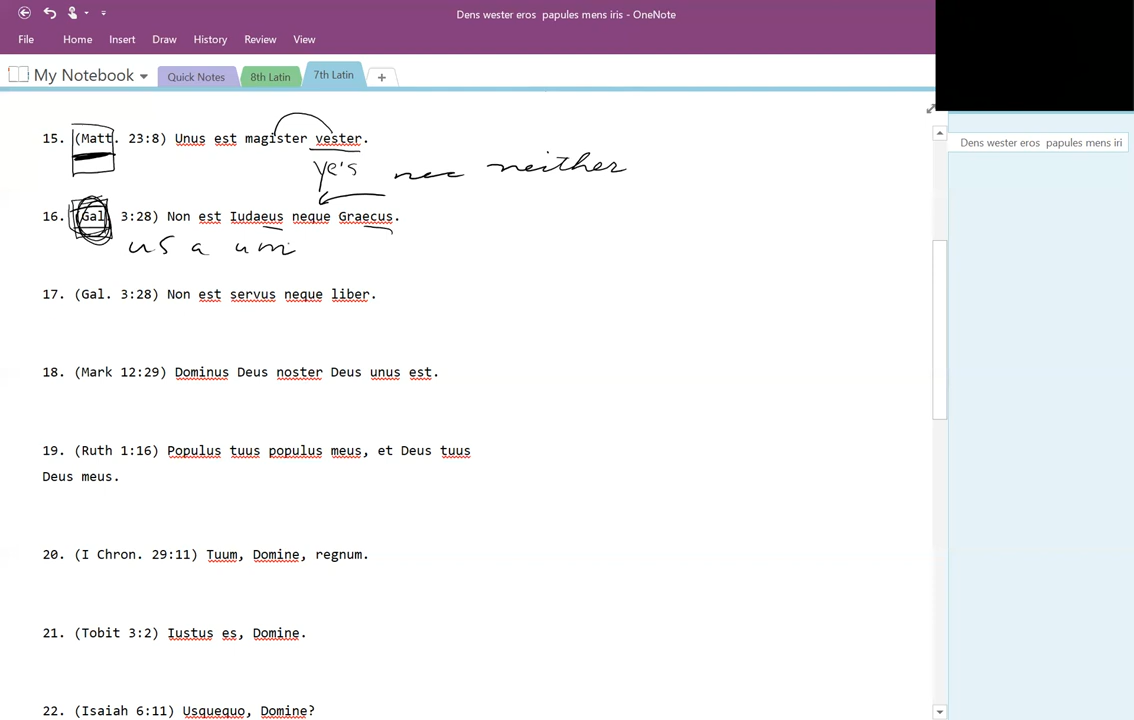 Dens wester eros papules mens iris - OneNote
File Home Insert Draw History Review View
My Notebook Quick Notes 8th Latin 7th Latin +
Dens wester eros papules mens iri
15. (Matt. 23:8) Unus est magister vester.
ye's nec neither
16. (Gal 3:28) Non est Iudaeus neque Graecus.
us a um
17. (Gal. 3:28) Non est servus neque liber.
18. (Mark 12:29) Dominus Deus noster Deus unus est.
19. (Ruth 1:16) Populus tuus populus meus, et Deus tuus
Deus meus.
20. (I Chron. 29:11) Tuum, Domine, regnum.
21. (Tobit 3:2) Iustus es, Domine.
22. (Isaiah 6:11) Usquequo, Domine?